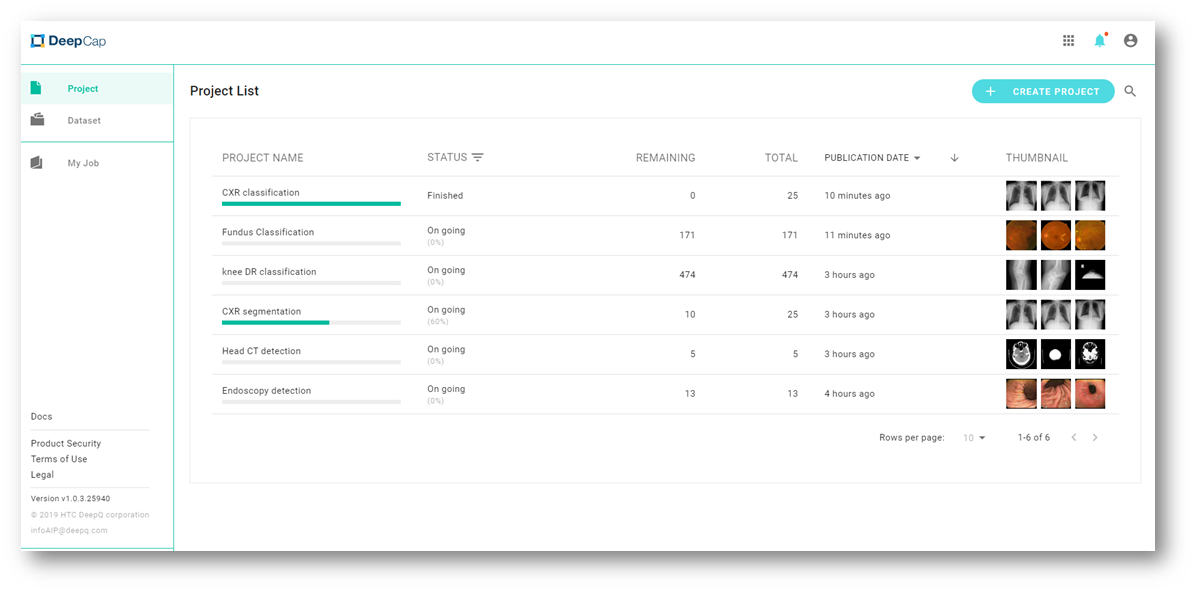 DeepCap
Project
Dataset
My Job
Docs
Product Security
Terms of Use
Legal
Version v1.0.3.25940
© 2019 HTC DeepQ corporation
infoAIP@deepq.com
Project List
+ CREATE PROJECT
PROJECT NAME STATUS REMAINING TOTAL PUBLICATION DATE THUMBNAIL
CXR classification Finished 0 25 10 minutes ago
Fundus Classification On going 171 171 11 minutes ago
(0%)
knee DR classification On going 474 474 3 hours ago
(0%)
CXR segmentation On going 10 25 3 hours ago
(60%)
Head CT detection On going 5 5 3 hours ago
(0%)
Endoscopy detection On going 13 13 4 hours ago
(0%)
Rows per page: 10 1-6 of 6